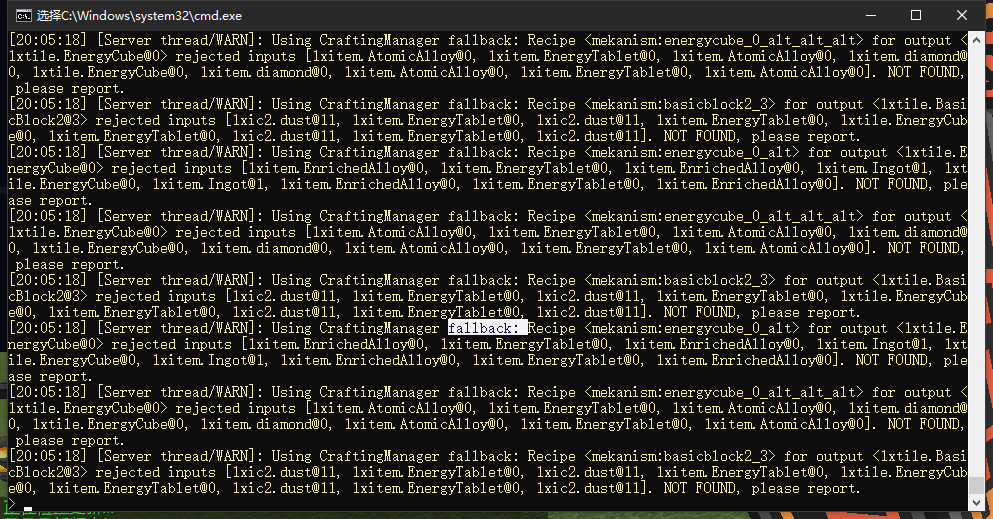 选择C:\Windows\system32\cmd.exe
[20:05:18] [Server thread/WARN]: Using CraftingManager fallback: Recipe <mekanism:energycube_0_alt_alt_alt> for output <
1xtile.EnergyCube@0> rejected inputs [1xitem.AtomicAlloy@0, 1xitem.EnergyTablet@0, 1xitem.AtomicAlloy@0, 1xitem.diamond@
0, 1xtile.EnergyCube@0, 1xitem.diamond@0, 1xitem.AtomicAlloy@0, 1xitem.EnergyTablet@0, 1xitem.AtomicAlloy@0]. NOT FOUND,
 please report.
[20:05:18] [Server thread/WARN]: Using CraftingManager fallback: Recipe <mekanism:basicblock2_3> for output <1xtile.Basi
cBlock2@3> rejected inputs [1xic2.dust@11, 1xitem.EnergyTablet@0, 1xic2.dust@11, 1xitem.EnergyTablet@0, 1xtile.EnergyCub
e@0, 1xitem.EnergyTablet@0, 1xic2.dust@11, 1xitem.EnergyTablet@0, 1xic2.dust@11]. NOT FOUND, please report.
[20:05:18] [Server thread/WARN]: Using CraftingManager fallback: Recipe <mekanism:energycube_0_alt> for output <1xtile.E
nergyCube@0> rejected inputs [1xitem.EnrichedAlloy@0, 1xitem.EnergyTablet@0, 1xitem.EnrichedAlloy@0, 1xitem.Ingot@1, 1xt
ile.EnergyCube@0, 1xitem.Ingot@1, 1xitem.EnrichedAlloy@0, 1xitem.EnergyTablet@0, 1xitem.EnrichedAlloy@0]. NOT FOUND, ple
ase report.
[20:05:18] [Server thread/WARN]: Using CraftingManager fallback: Recipe <mekanism:energycube_0_alt_alt_alt> for output <
1xtile.EnergyCube@0> rejected inputs [1xitem.AtomicAlloy@0, 1xitem.EnergyTablet@0, 1xitem.AtomicAlloy@0, 1xitem.diamond@
0, 1xtile.EnergyCube@0, 1xitem.diamond@0, 1xitem.AtomicAlloy@0, 1xitem.EnergyTablet@0, 1xitem.AtomicAlloy@0]. NOT FOUND,
 please report.
[20:05:18] [Server thread/WARN]: Using CraftingManager fallback: Recipe <mekanism:basicblock2_3> for output <1xtile.Basi
cBlock2@3> rejected inputs [1xic2.dust@11, 1xitem.EnergyTablet@0, 1xic2.dust@11, 1xitem.EnergyTablet@0, 1xtile.EnergyCub
e@0, 1xitem.EnergyTablet@0, 1xic2.dust@11, 1xitem.EnergyTablet@0, 1xic2.dust@11]. NOT FOUND, please report.
[20:05:18] [Server thread/WARN]: Using CraftingManager fallback: Recipe <mekanism:energycube_0_alt> for output <1xtile.E
nergyCube@0> rejected inputs [1xitem.EnrichedAlloy@0, 1xitem.EnergyTablet@0, 1xitem.EnrichedAlloy@0, 1xitem.Ingot@1, 1xt
ile.EnergyCube@0, 1xitem.Ingot@1, 1xitem.EnrichedAlloy@0, 1xitem.EnergyTablet@0, 1xitem.EnrichedAlloy@0]. NOT FOUND, ple
ase report.
[20:05:18] [Server thread/WARN]: Using CraftingManager fallback: Recipe <mekanism:energycube_0_alt_alt_alt> for output <
1xtile.EnergyCube@0> rejected inputs [1xitem.AtomicAlloy@0, 1xitem.EnergyTablet@0, 1xitem.AtomicAlloy@0, 1xitem.diamond@
0, 1xtile.EnergyCube@0, 1xitem.diamond@0, 1xitem.AtomicAlloy@0, 1xitem.EnergyTablet@0, 1xitem.AtomicAlloy@0]. NOT FOUND,
 please report.
[20:05:18] [Server thread/WARN]: Using CraftingManager fallback: Recipe <mekanism:basicblock2_3> for output <1xtile.Basi
cBlock2@3> rejected inputs [1xic2.dust@11, 1xitem.EnergyTablet@0, 1xic2.dust@11, 1xitem.EnergyTablet@0, 1xtile.EnergyCub
e@0, 1xitem.EnergyTablet@0, 1xic2.dust@11, 1xitem.EnergyTablet@0, 1xic2.dust@11]. NOT FOUND, please report.
>